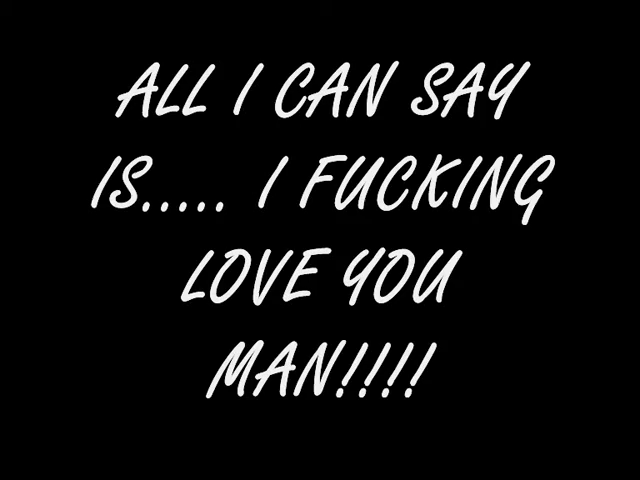 ALL I CAN SAY
IS..... I FUCKING
LOVE YOU
MAN!!!!